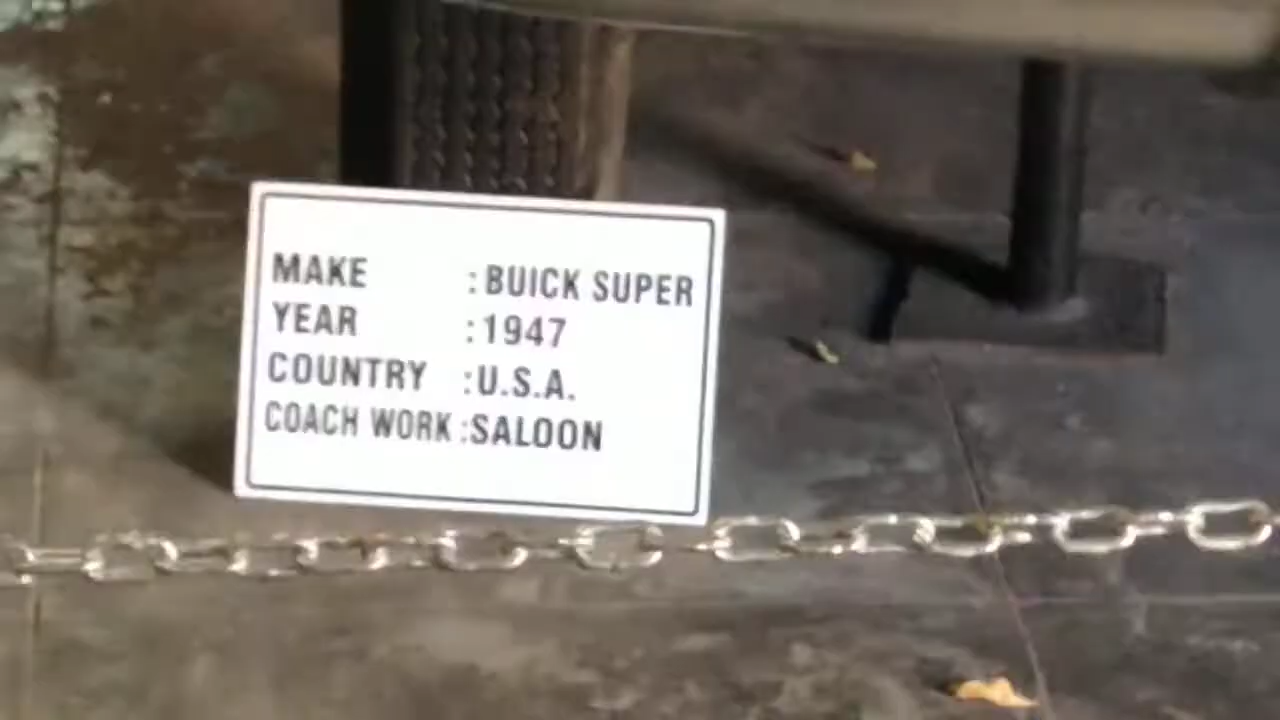 MAKE : BUICK SUPER
YEAR : 1947
COUNTRY : U.S.A.
COACH WORK : SALOON